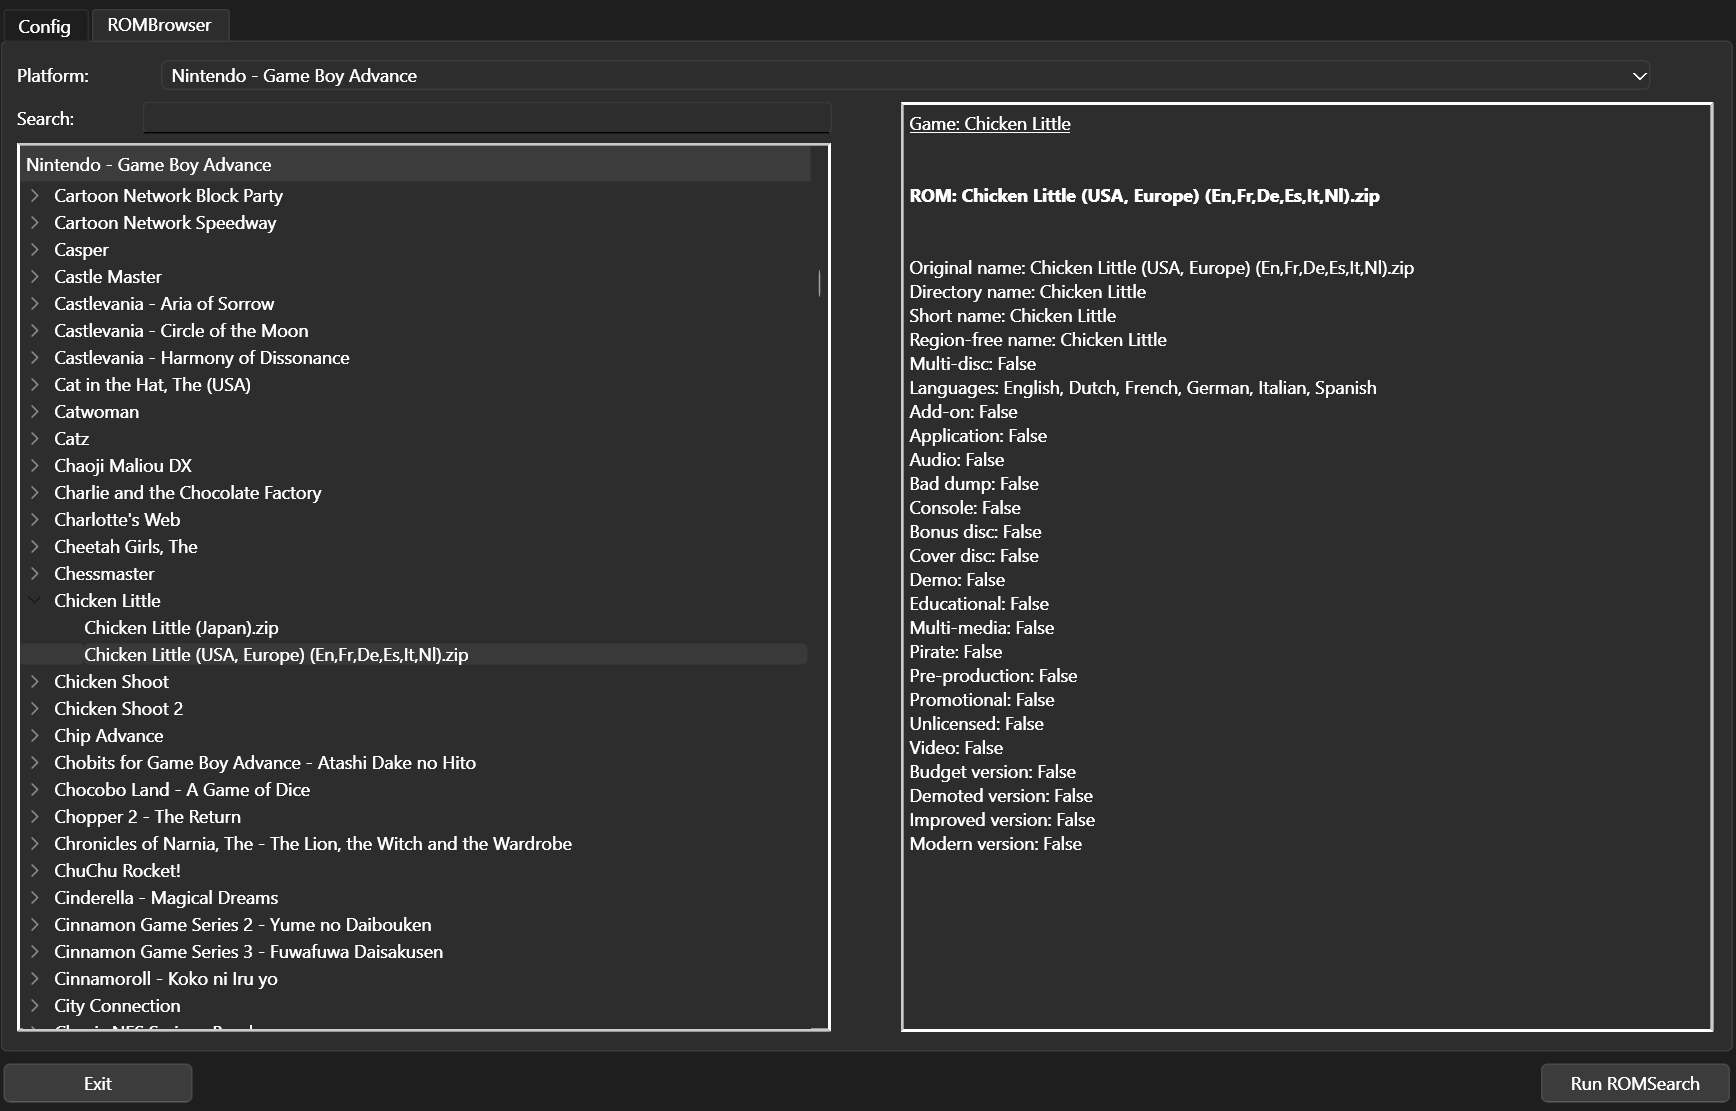 Config
ROMBrowser
Platform:
Nintendo - Game Boy Advance
Search:
Nintendo - Game Boy Advance
Cartoon Network Block Party
Cartoon Network Speedway
Casper
Castle Master
Castlevania - Aria of Sorrow
Castlevania - Circle of the Moon
Castlevania - Harmony of Dissonance
Cat in the Hat, The (USA)
Catwoman
Catz
Chaoji Maliou DX
Charlie and the Chocolate Factory
Charlotte's Web
Cheetah Girls, The
Chessmaster
Chicken Little
Chicken Little (Japan).zip
Chicken Little (USA, Europe) (En,Fr,De,Es,It,Nl).zip
Chicken Shoot
Chicken Shoot 2
Chip Advance
Chobits for Game Boy Advance - Atashi Dake no Hito
Chocobo Land - A Game of Dice
Chopper 2 - The Return
Chronicles of Narnia, The - The Lion, the Witch and the Wardrobe
ChuChu Rocket!
Cinderella - Magical Dreams
Cinnamon Game Series 2 - Yume no Daibouken
Cinnamon Game Series 3 - Fuwafuwa Daisakusen
Cinnamoroll - Koko ni Iru yo
City Connection
Game: Chicken Little
ROM: Chicken Little (USA, Europe) (En,Fr,De,Es,It,Nl).zip
Original name: Chicken Little (USA, Europe) (En,Fr,De,Es,It,Nl).zip
Directory name: Chicken Little
Short name: Chicken Little
Region-free name: Chicken Little
Multi-disc: False
Languages: English, Dutch, French, German, Italian, Spanish
Add-on: False
Application: False
Audio: False
Bad dump: False
Console: False
Bonus disc: False
Cover disc: False
Demo: False
Educational: False
Multi-media: False
Pirate: False
Pre-production: False
Promotional: False
Unlicensed: False
Video: False
Budget version: False
Demoted version: False
Improved version: False
Modern version: False
Exit
Run ROMSearch